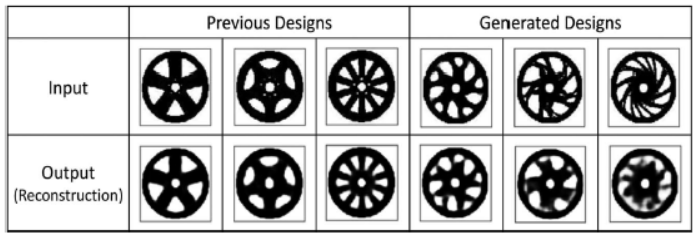 Previous Designs
Generated Designs
Input
Output
(Reconstruction)